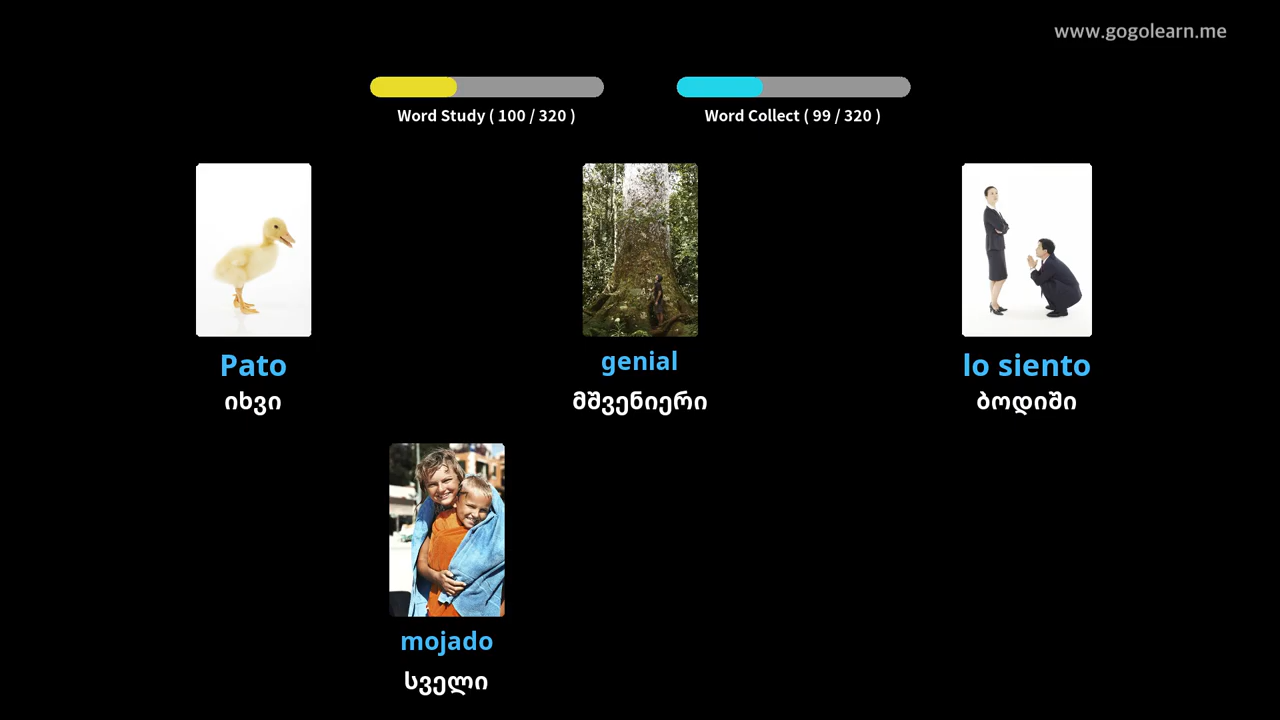 www.gogolearn.me
Word Study ( 100 / 320 )
Word Collect ( 99 / 320 )
Pato
იხვი
genial
მშვენიერი
lo siento
ბოდიში
mojado
სველი